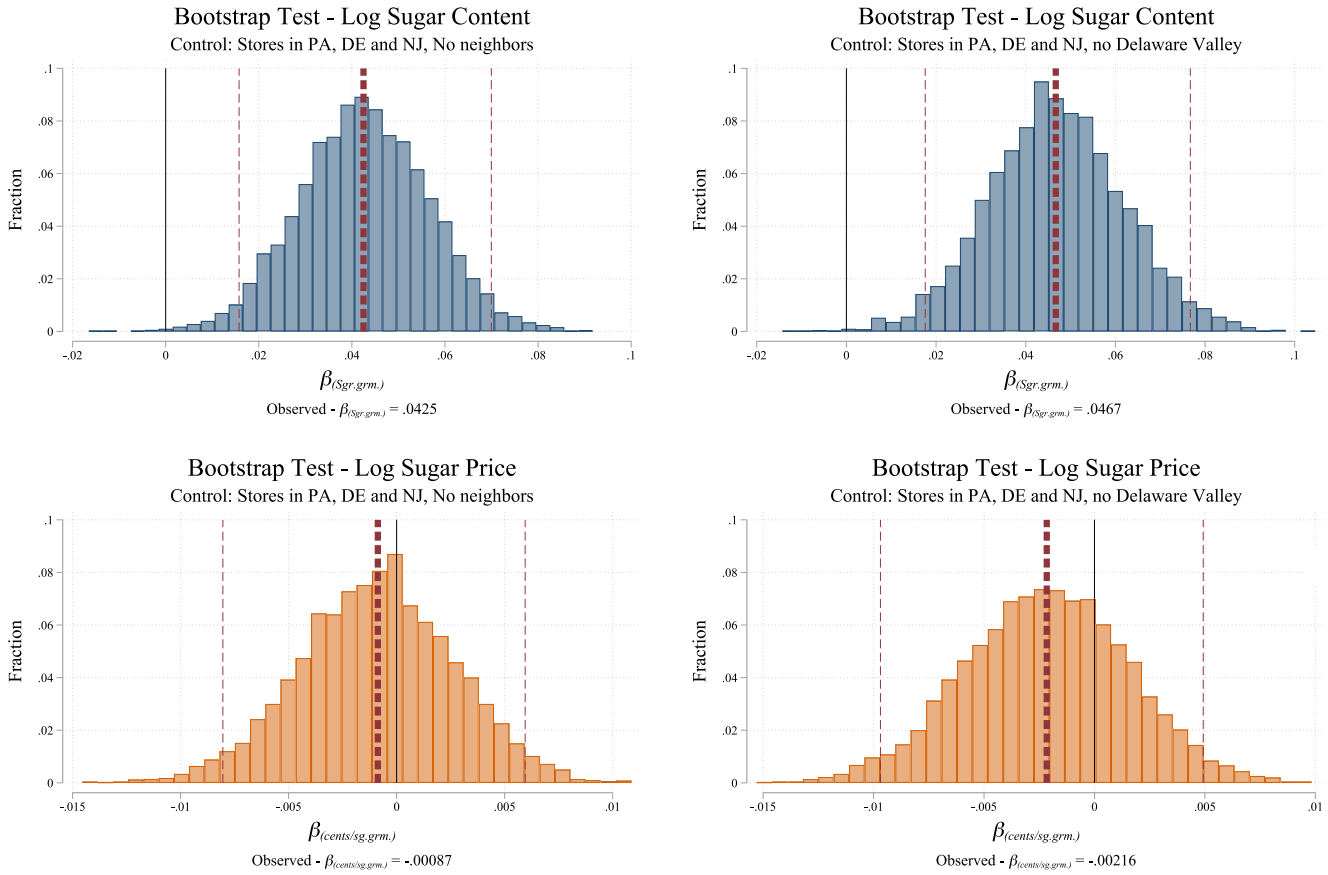 Bootstrap Test - Log Sugar Content
Control: Stores in PA, DE and NJ, No neighbors
Fraction
.1
.08
.06
.04
.02
0
-.02
0
.02
.04
.06
.08
.1
β(Sgr.grm.)
Observed - β(Sgr.grm.) = .0425
Bootstrap Test - Log Sugar Content
Control: Stores in PA, DE and NJ, no Delaware Valley
Fraction
.1
.08
.06
.04
.02
0
-.02
0
.02
.04
.06
.08
.1
β(Sgr.grm.)
Observed - β(Sgr.grm.) = .0467
Bootstrap Test - Log Sugar Price
Control: Stores in PA, DE and NJ, No neighbors
Fraction
.1
.08
.06
.04
.02
0
-.015
-.01
-.005
0
.005
.01
β(cents/sg.grm.)
Observed - β(cents/sg.grm.) = -.00087
Bootstrap Test - Log Sugar Price
Control: Stores in PA, DE and NJ, no Delaware Valley
Fraction
.1
.08
.06
.04
.02
0
-.015
-.01
-.005
0
.005
.01
β(cents/sg.grm.)
Observed - β(cents/sg.grm.) = -.00216